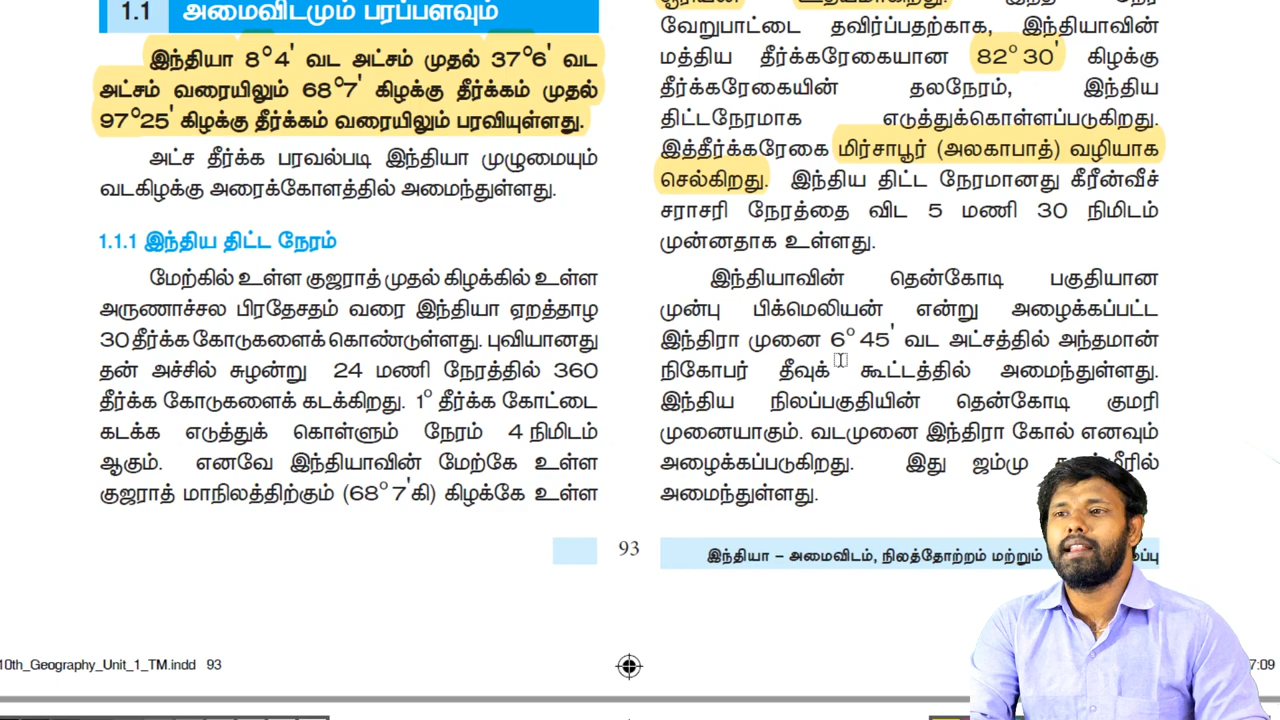 1.1 அமைவிடமும் பரப்பளவும்
இந்தியா 8°4' வட அட்சம் முதல் 37°6' வட
அட்சம் வரையிலும் 68°7' கிழக்கு தீர்க்கம் முதல்
97°25' கிழக்கு தீர்க்கம் வரையிலும் பரவியுள்ளது.
அட்ச தீர்க்க பரவல்படி இந்தியா முழுமையும்
வடகிழக்கு அரைக்கோளத்தில் அமைந்துள்ளது.
1.1.1 இந்திய திட்ட நேரம்
மேற்கில் உள்ள குஜராத் முதல் கிழக்கில் உள்ள
அருணாச்சல பிரதேசதம் வரை இந்தியா ஏறத்தாழ
30 தீர்க்க கோடுகளைக் கொண்டுள்ளது. புவியானது
தன் அச்சில் சுழன்று 24 மணி நேரத்தில் 360
தீர்க்க கோடுகளைக் கடக்கிறது. 1° தீர்க்க கோட்டை
கடக்க எடுத்துக் கொள்ளும் நேரம் 4 நிமிடம்
ஆகும். எனவே இந்தியாவின் மேற்கே உள்ள
குஜராத் மாநிலத்திற்கும் (68° 7'கி) கிழக்கே உள்ள
வேறுபாட்டை தவிர்ப்பதற்காக, இந்தியாவின்
மத்திய தீர்க்கரேகையான 82° 30' கிழக்கு
தீர்க்கரேகையின் தலநேரம், இந்திய
திட்டநேரமாக எடுத்துக்கொள்ளப்படுகிறது.
இத்தீர்க்கரேகை மிர்சாபூர் (அலகாபாத்) வழியாக
செல்கிறது. இந்திய திட்ட நேரமானது கிரீன்வீச்
சராசரி நேரத்தை விட 5 மணி 30 நிமிடம்
முன்னதாக உள்ளது.
இந்தியாவின் தென்கோடி பகுதியான
முன்பு பிக்மெலியன் என்று அழைக்கப்பட்ட
இந்திரா முனை 6° 45' வட அட்சத்தில் அந்தமான்
நிகோபர் தீவுக் கூட்டத்தில் அமைந்துள்ளது.
இந்திய நிலப்பகுதியின் தென்கோடி குமரி
முனையாகும். வடமுனை இந்திரா கோல் எனவும்
அழைக்கப்படுகிறது. இது ஜம்மு
அமைந்துள்ளது.
93 இந்தியா – அமைவிடம், நிலத்தோற்றம் மற்றும்
10th_Geography_Unit_1_TM.indd 93
7:09